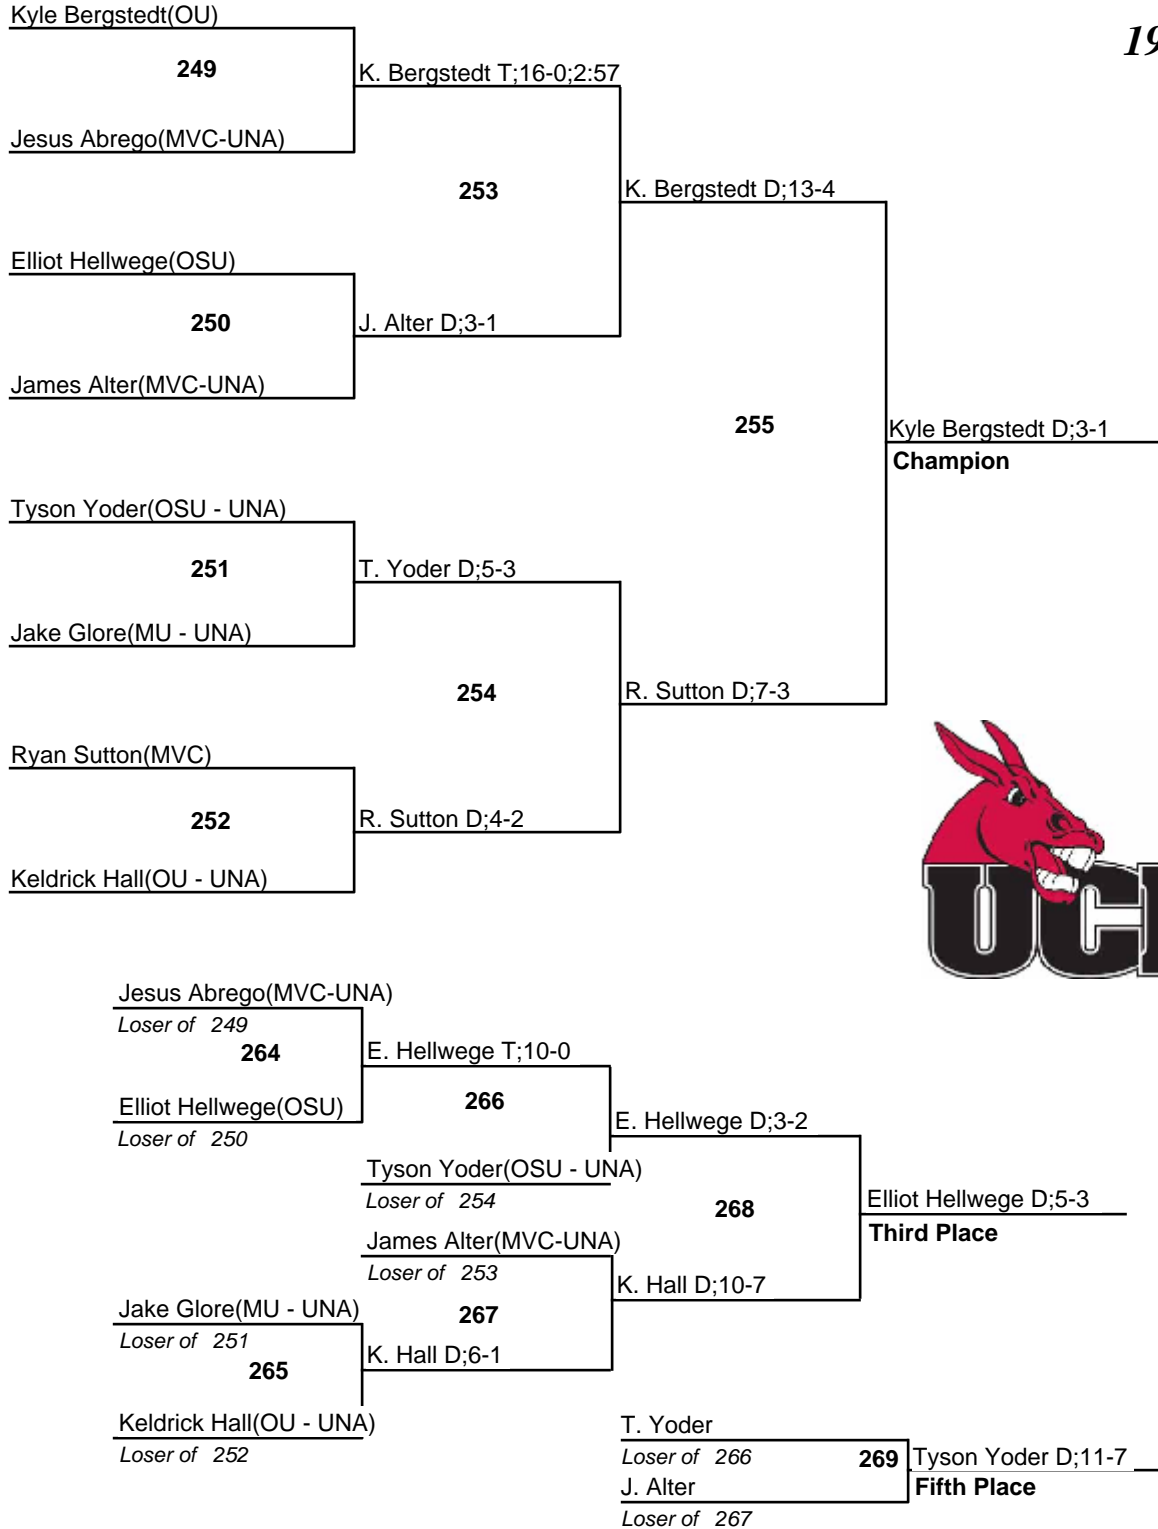 Kyle Bergstedt(OU)
19
249
K. Bergstedt T;16-0;2:57
Jesus Abrego(MVC-UNA)
253
K. Bergstedt D;13-4
Elliot Hellwege(OSU)
250
J. Alter D;3-1
James Alter(MVC-UNA)
255
Kyle Bergstedt D;3-1
Champion
Tyson Yoder(OSU - UNA)
251
T. Yoder D;5-3
Jake Glore(MU - UNA)
254
R. Sutton D;7-3
Ryan Sutton(MVC)
252
R. Sutton D;4-2
Keldrick Hall(OU - UNA)
UC
Jesus Abrego(MVC-UNA)
Loser of 249
264
E. Hellwege T;10-0
Elliot Hellwege(OSU)
Loser of 250
266
E. Hellwege D;3-2
Tyson Yoder(OSU - UNA)
Loser of 254
268
Elliot Hellwege D;5-3
Third Place
James Alter(MVC-UNA)
Loser of 253
K. Hall D;10-7
Jake Glore(MU - UNA)
Loser of 251
267
265
K. Hall D;6-1
Keldrick Hall(OU - UNA)
Loser of 252
T. Yoder
Loser of 266
269
Tyson Yoder D;11-7
J. Alter
Fifth Place
Loser of 267